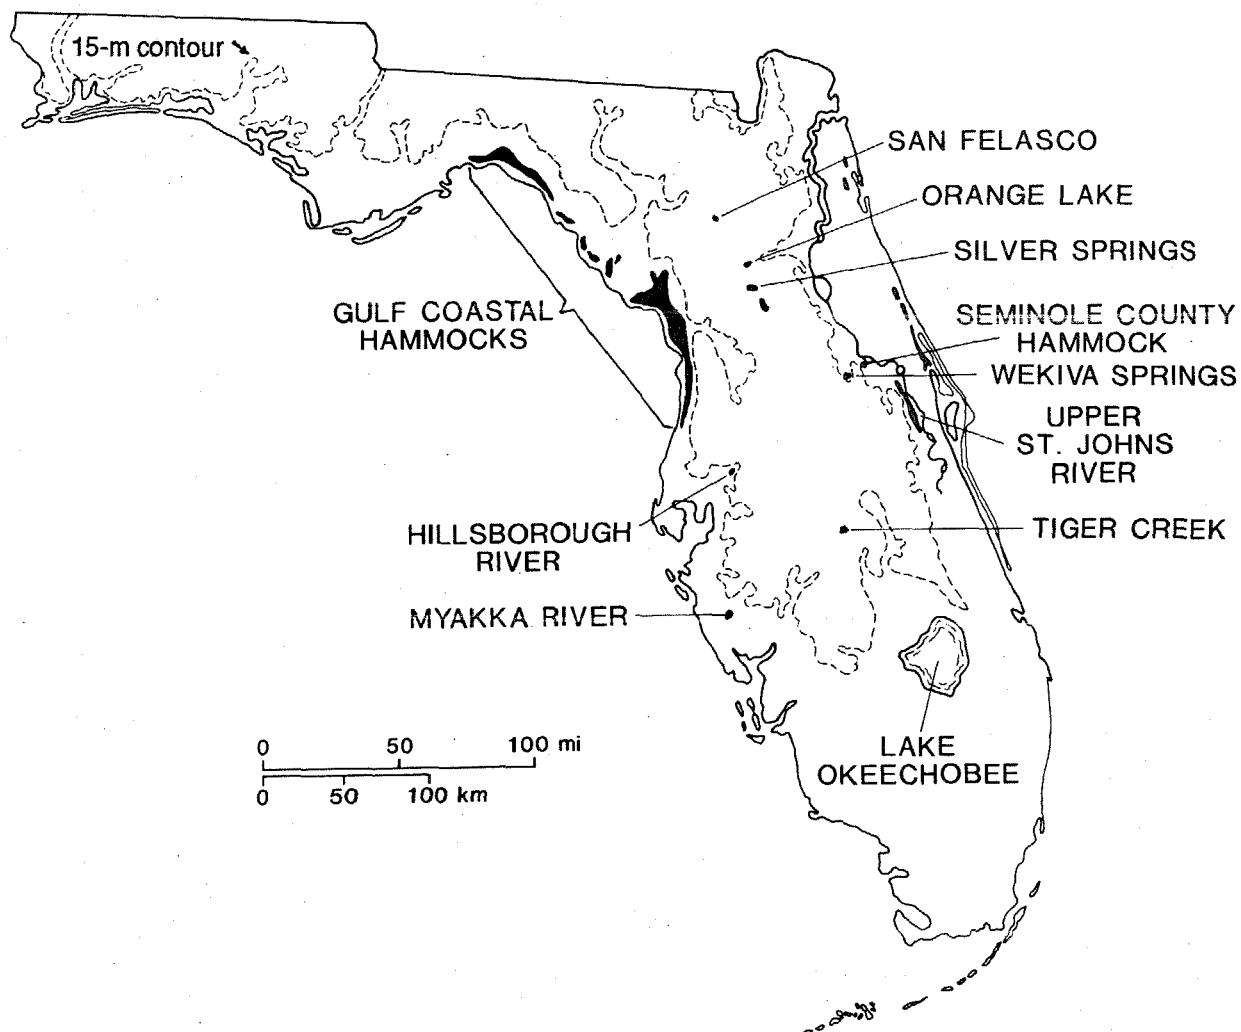 15-m contour
SAN FELASCO
ORANGE LAKE
SILVER SPRINGS
GULF COASTAL
HAMMOCKS
SEMINOLE COUNTY
HAMMOCK
WEKIVA SPRINGS
UPPER
ST. JOHNS
RIVER
HILLSBOROUGH
RIVER
TIGER CREEK
MYAKKA RIVER
LAKE
OKEECHOBEE
0 50 100 mi
0 50 100 km